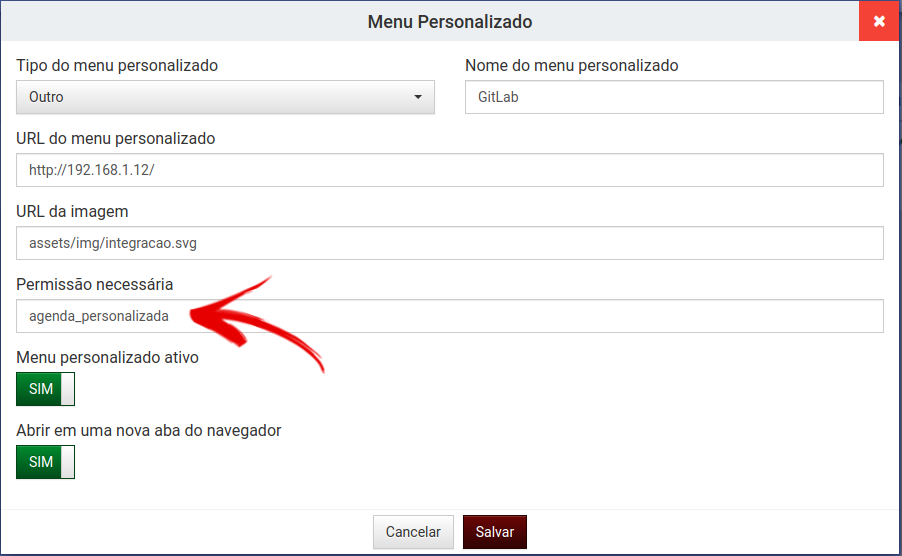 Menu Personalizado
Tipo do menu personalizado
Outro
Nome do menu personalizado
GitLab
URL do menu personalizado
http://192.168.1.12/
URL da imagem
assets/img/integracao.svg
Permissão necessária
agenda_personalizada
Menu personalizado ativo
SIM
Abrir em uma nova aba do navegador
SIM
Cancelar
Salvar